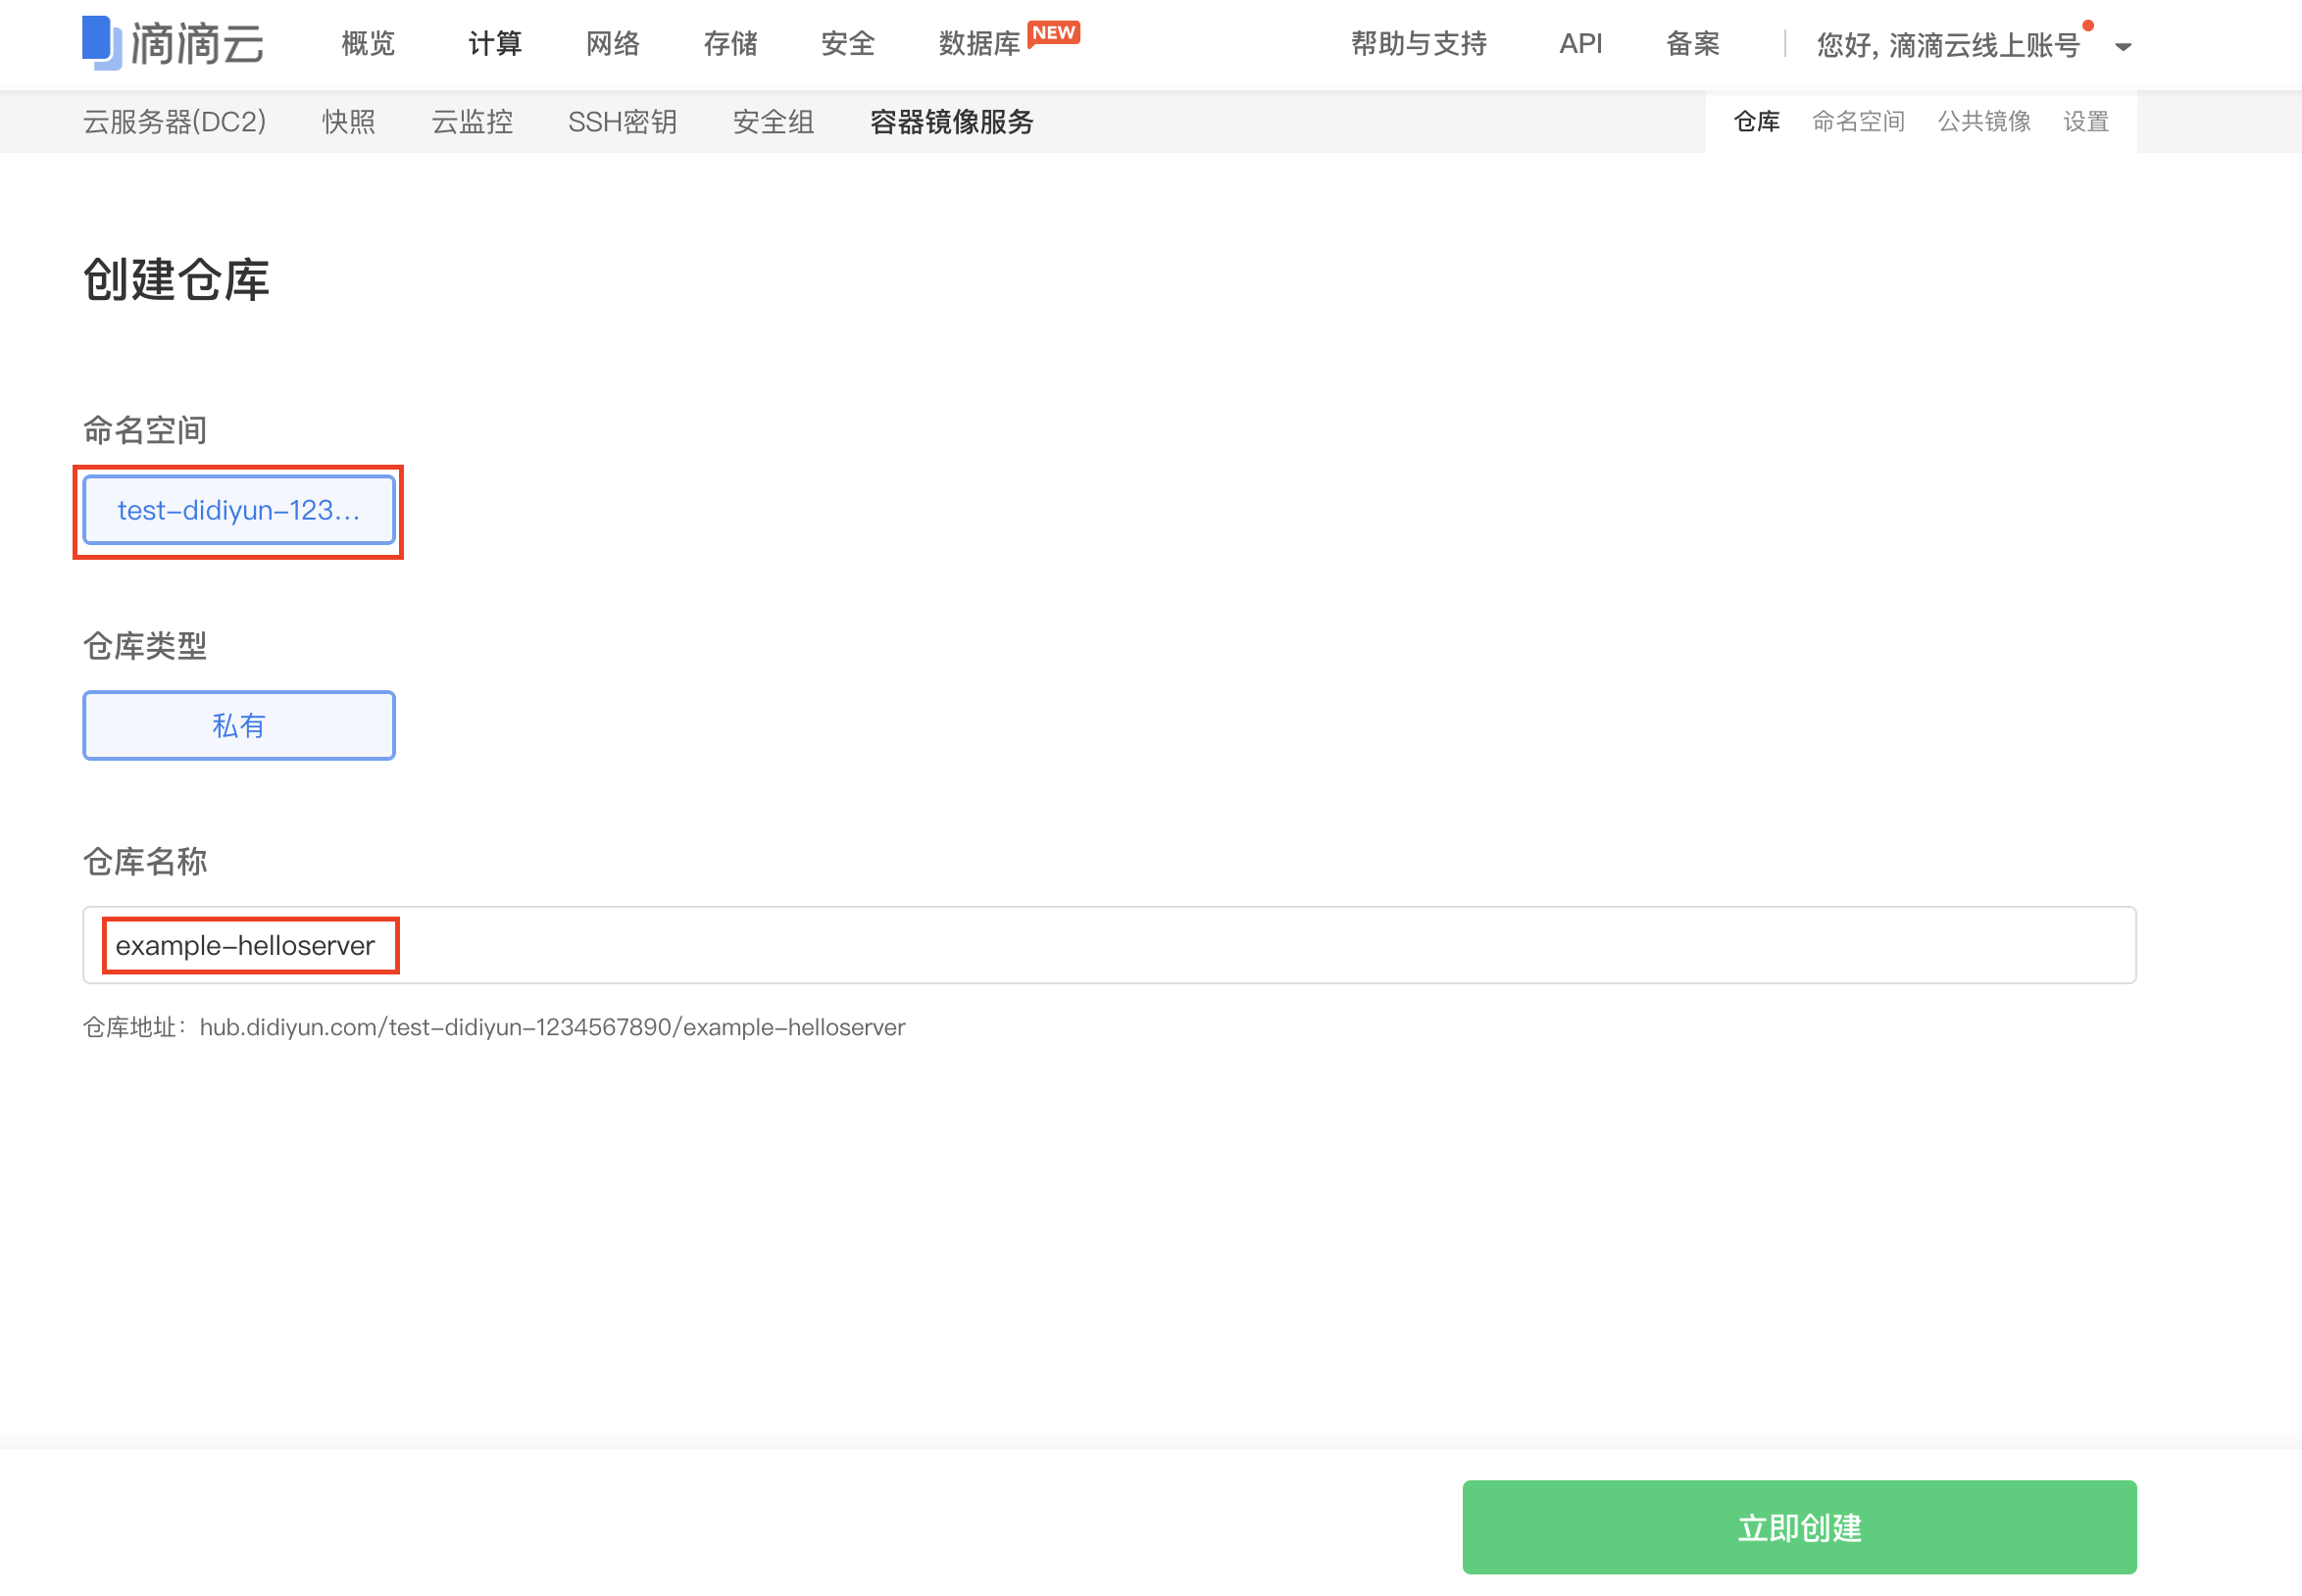 滴滴云 概览 计算 网络 存储 安全 数据库 NEW 帮助与支持 API 备案 您好, 滴滴云线上账号
云服务器(DC2) 快照 云监控 SSH密钥 安全组 容器镜像服务 仓库 命名空间 公共镜像 设置
创建仓库
命名空间
test-didiyun-123...
仓库类型
私有
仓库名称
example-helloserver
仓库地址：hub.didiyun.com/test-didiyun-1234567890/example-helloserver
立即创建